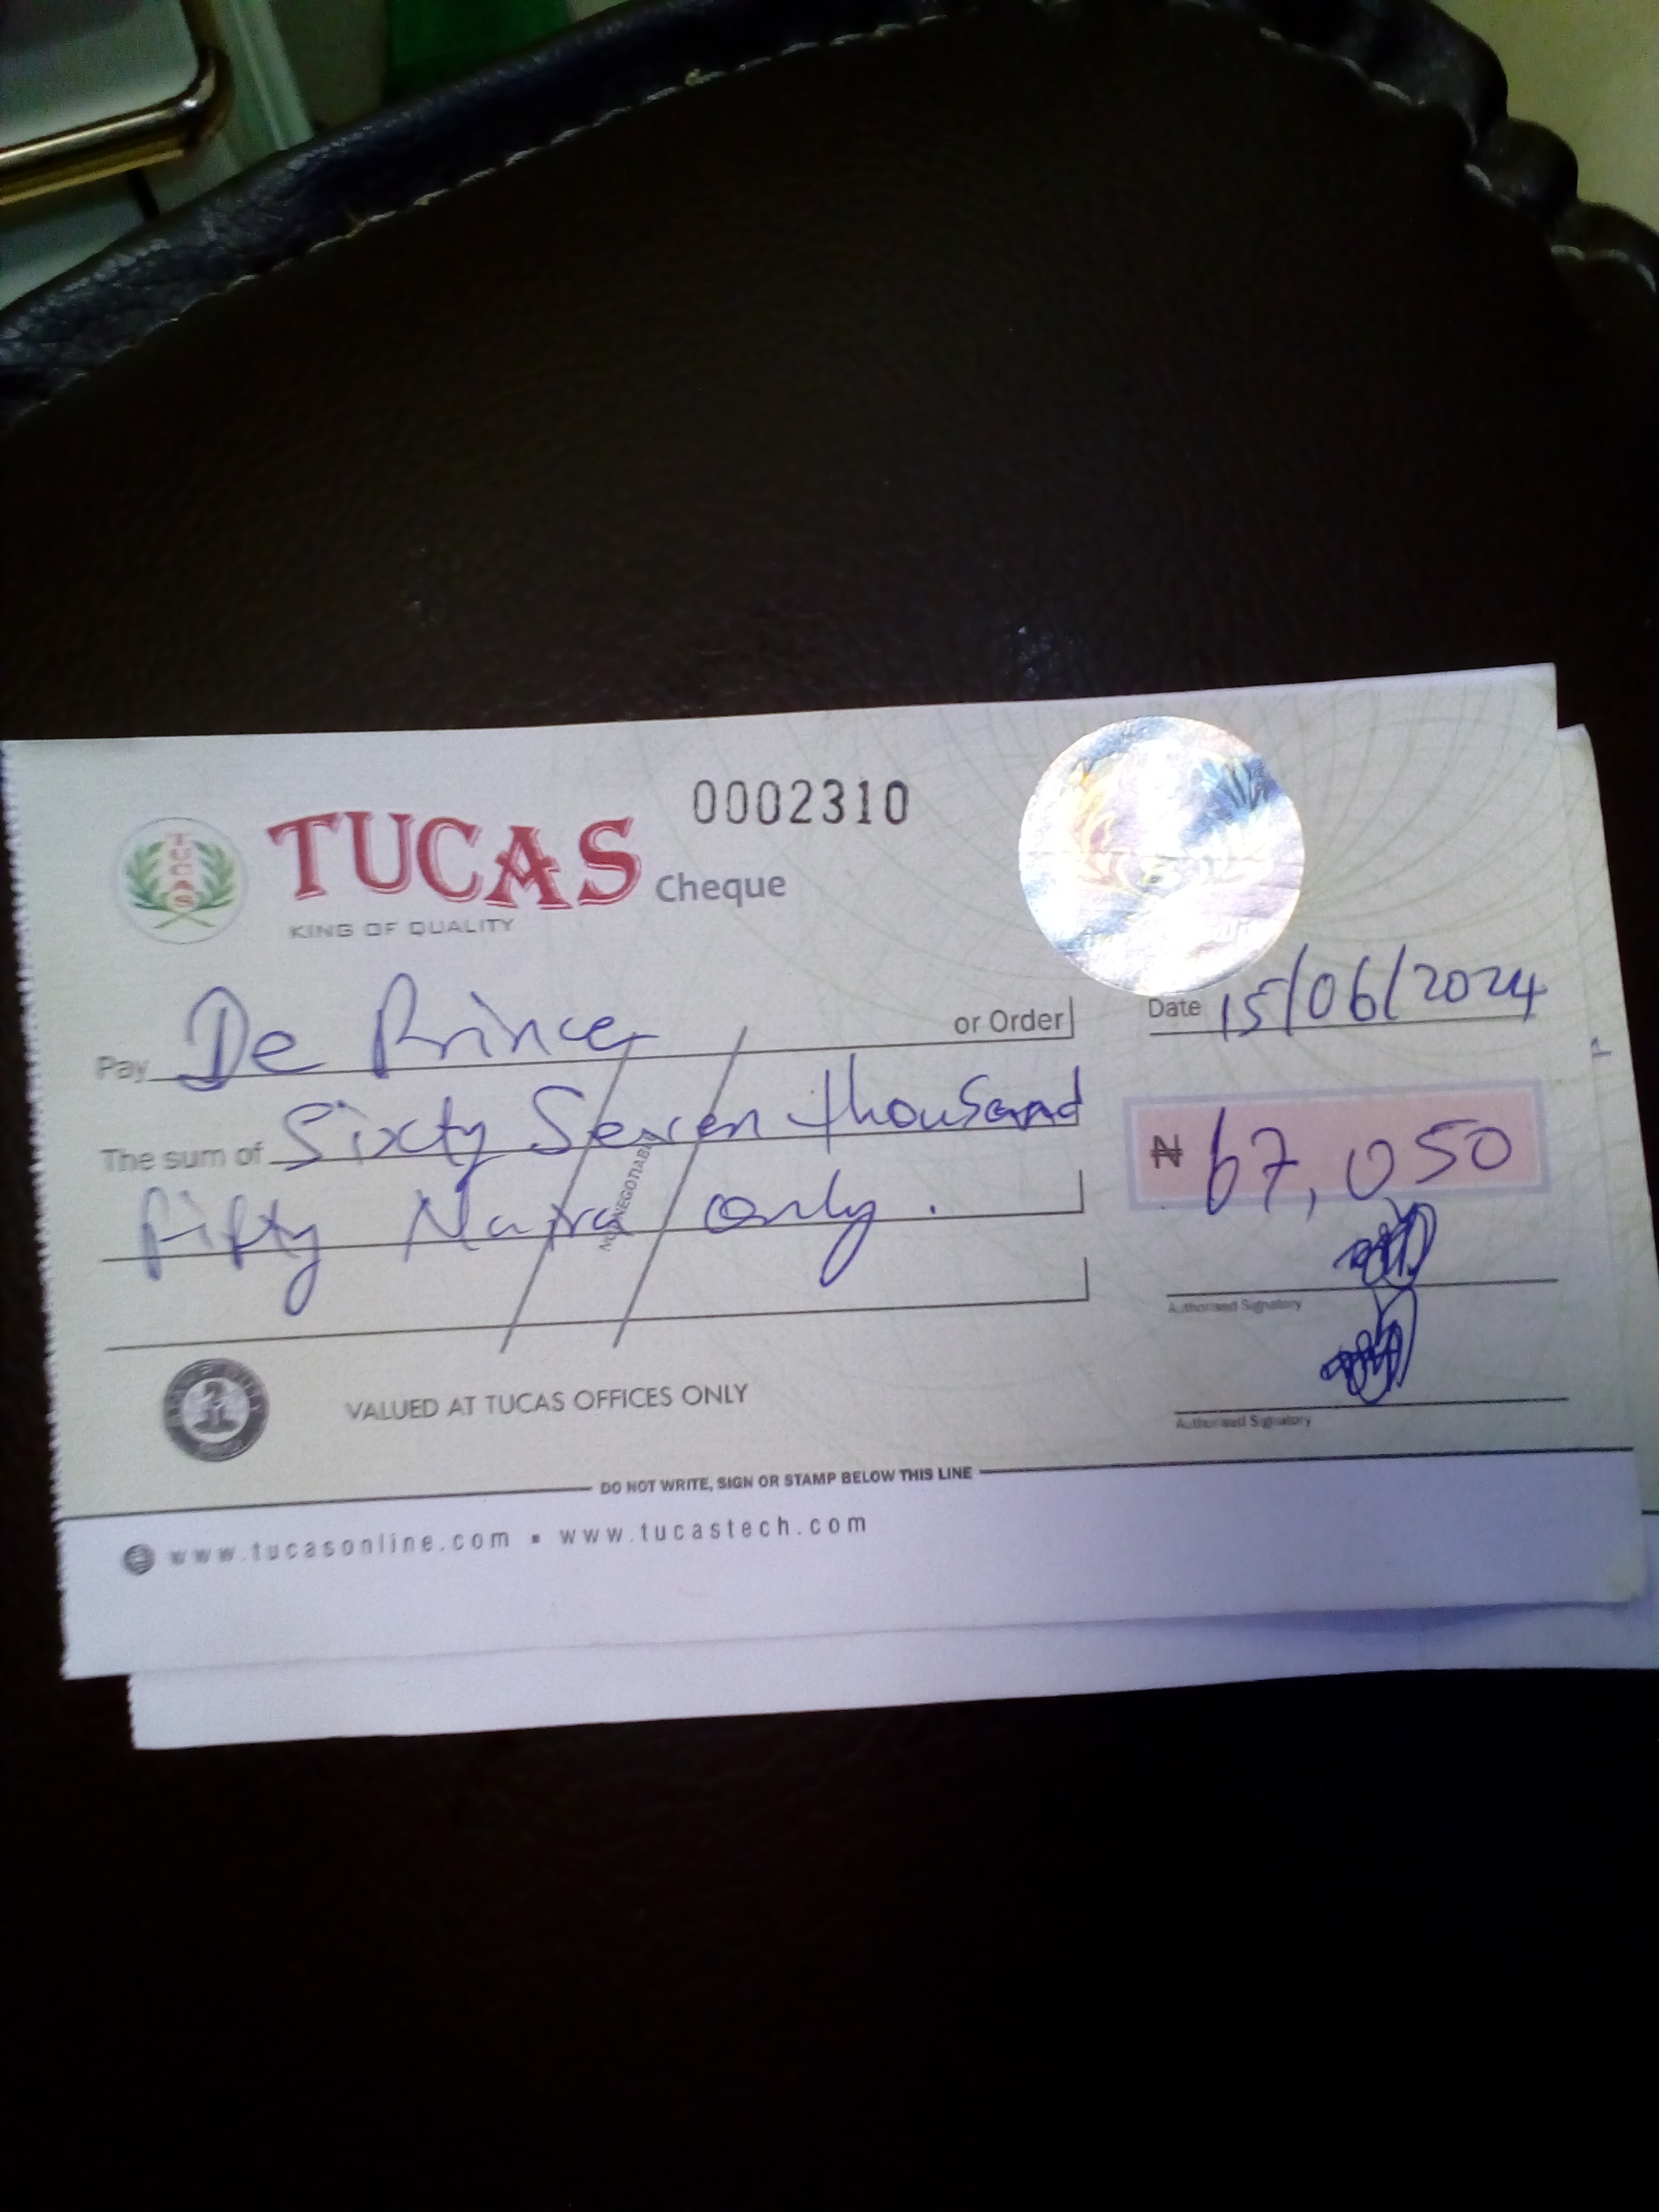 0002310
TUCAS Cheque
KING OF QUALITY
TUCAS
Pay De Prince or Order
Date 15/06/2024
The sum of Sixty Seven thousand
₦ 67,050
fifty Naira only.
Authorised Signatory
Authorised Signatory
VALUED AT TUCAS OFFICES ONLY
DO NOT WRITE, SIGN OR STAMP BELOW THIS LINE
www.tucasonline.com ▪ www.tucastech.com